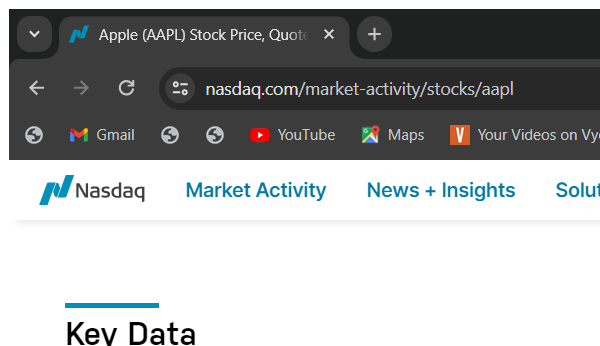 Apple (AAPL) Stock Price, Quote
nasdaq.com/market-activity/stocks/aapl
Gmail YouTube Maps Your Videos on Vy
Nasdaq Market Activity News + Insights Solut
Key Data